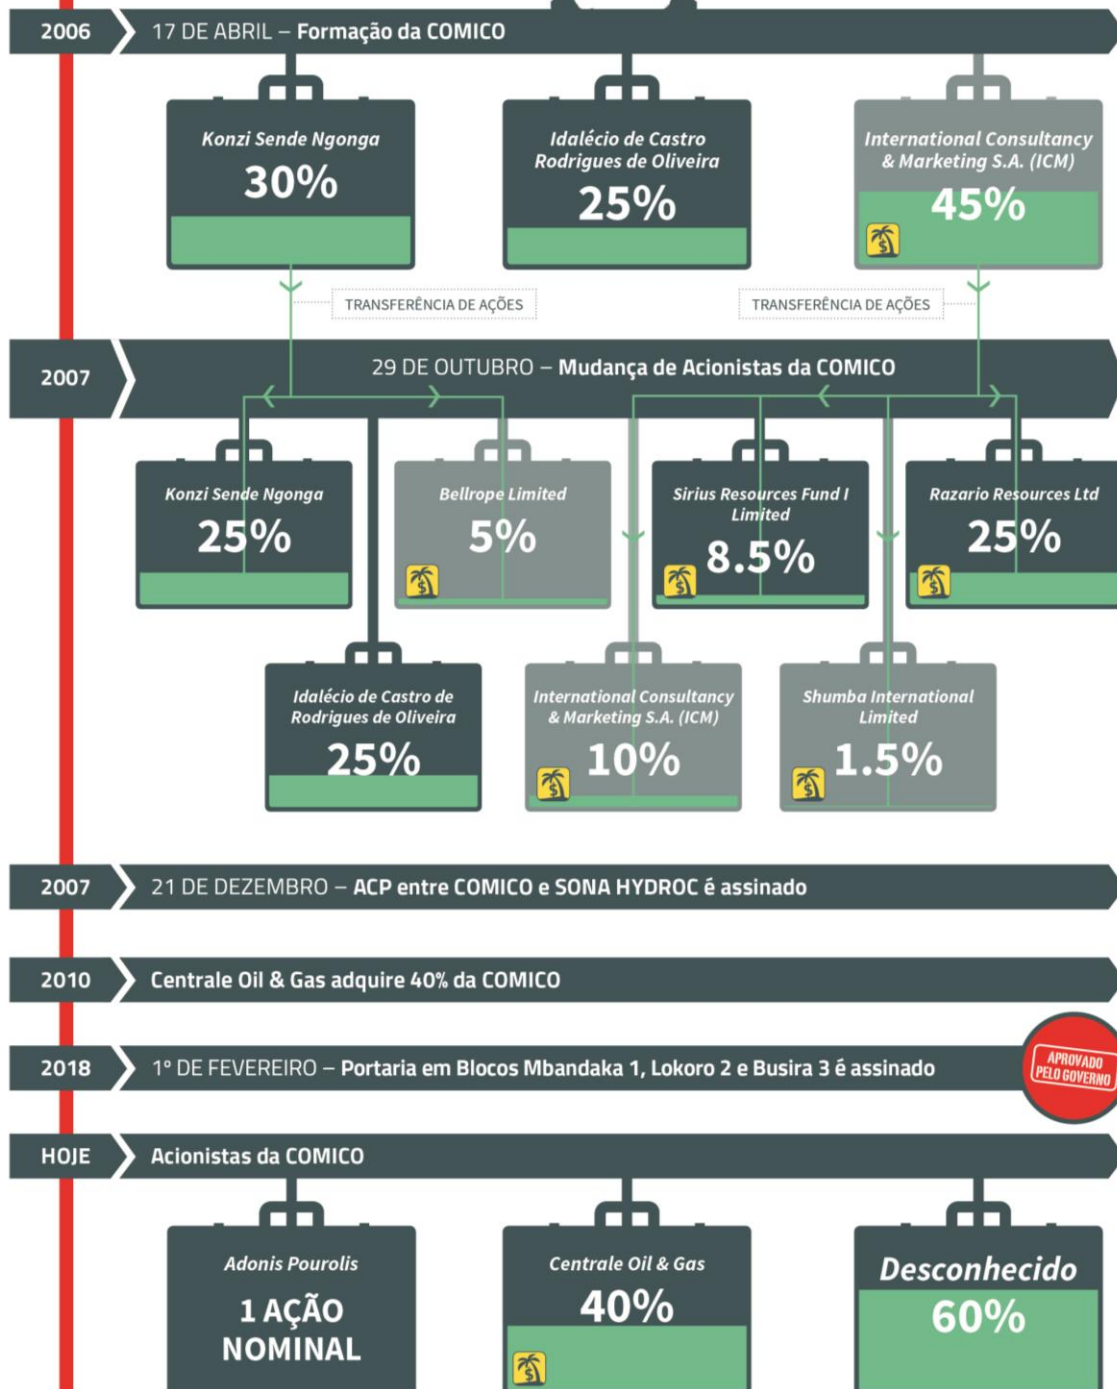 2006
17 DE ABRIL – Formação da COMICO
Konzi Sende Ngonga
30%
Idalécio de Castro
Rodrigues de Oliveira
25%
International Consultancy
& Marketing S.A. (ICM)
45%
TRANSFERÊNCIA DE AÇÕES
TRANSFERÊNCIA DE AÇÕES
2007
29 DE OUTUBRO – Mudança de Acionistas da COMICO
Konzi Sende Ngonga
25%
Bellrope Limited
5%
Sirius Resources Fund I
Limited
8.5%
Razario Resources Ltd
25%
Idalécio de Castro de
Rodrigues de Oliveira
25%
International Consultancy
& Marketing S.A. (ICM)
10%
Shumba International
Limited
1.5%
2007
21 DE DEZEMBRO – ACP entre COMICO e SONA HYDROC é assinado
2010
Centrale Oil & Gas adquire 40% da COMICO
2018
1º DE FEVEREIRO – Portaria em Blocos Mbandaka 1, Lokoro 2 e Busira 3 é assinado
APROVADO
PELO GOVERNO
HOJE
Acionistas da COMICO
Adonis Pourolis
1 AÇÃO
NOMINAL
Centrale Oil & Gas
40%
Desconhecido
60%